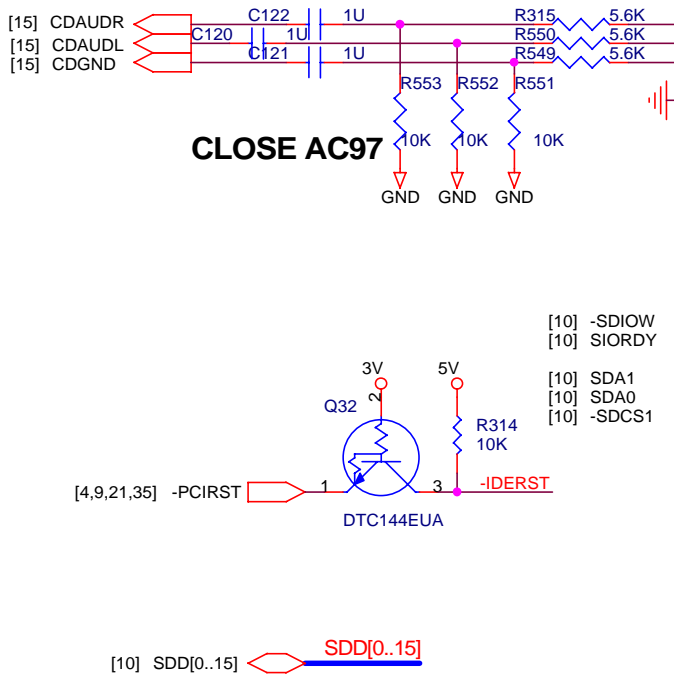 [15] CDAUDR C122 1U R315 5.6K
[15] CDAUDL C120 1U R550 5.6K
[15] CDGND C121 1U R549 5.6K
R553 R552 R551
CLOSE AC97 10K 10K 10K
GND GND GND
[10] -SDIOW
[10] SIORDY
3V 5V [10] SDA1
2 [10] SDA0
Q32 [10] -SDCS1
R314
10K
[4,9,21,35] -PCIRST 1 3 -IDERST
DTC144EUA
SDD[0..15]
[10] SDD[0..15]